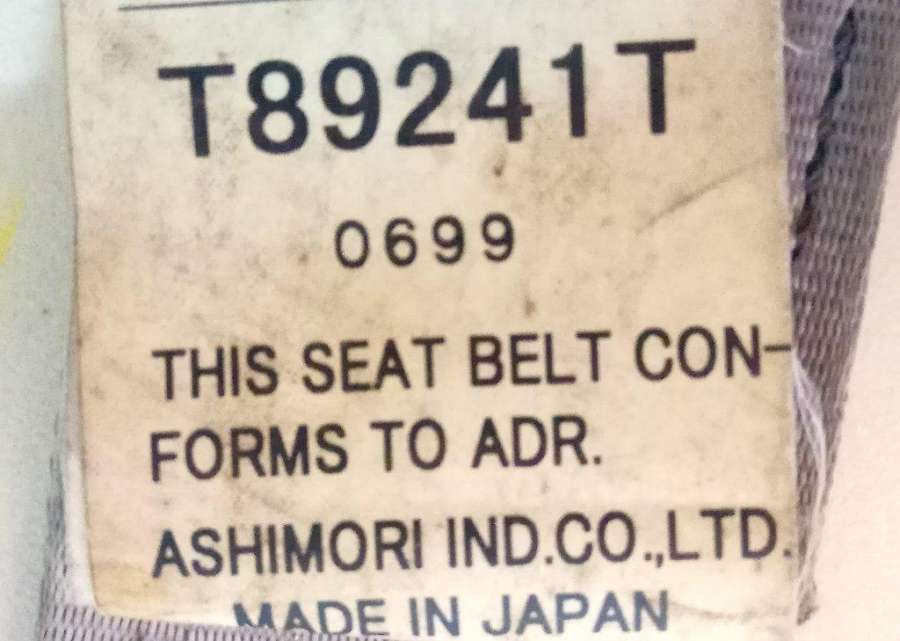 T89241T
0699
THIS SEAT BELT CON-
FORMS TO ADR.
ASHIMORI IND.CO.,LTD.
MADE IN JAPAN